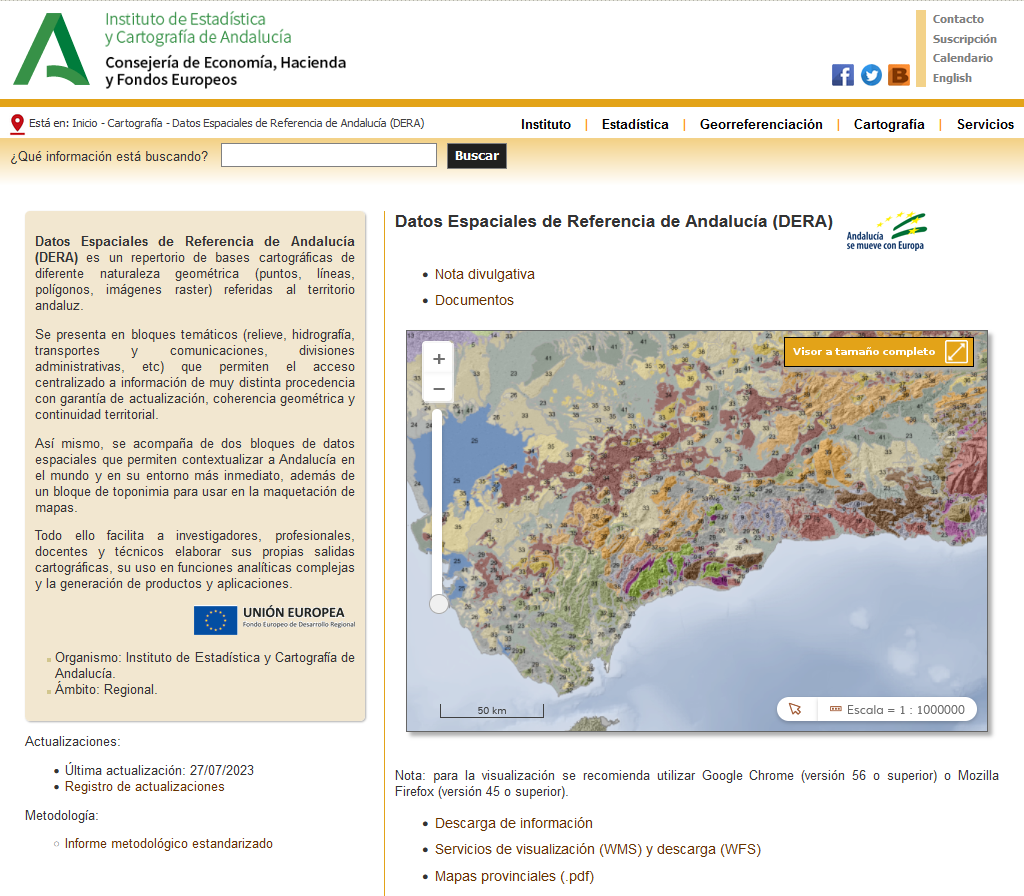 Instituto de Estadística
y Cartografía de Andalucía
Consejería de Economía, Hacienda
y Fondos Europeos
Contacto
Suscripción
Calendario
English
Está en: Inicio - Cartografía - Datos Espaciales de Referencia de Andalucía (DERA)
Instituto | Estadística | Georreferenciación | Cartografía | Servicios
¿Qué información está buscando?
Buscar
Datos Espaciales de Referencia de Andalucía
(DERA) es un repertorio de bases cartográficas de
diferente naturaleza geométrica (puntos, líneas,
polígonos, imágenes raster) referidas al territorio
andaluz.
Se presenta en bloques temáticos (relieve, hidrografía,
transportes y comunicaciones, divisiones
administrativas, etc) que permiten el acceso
centralizado a información de muy distinta procedencia
con garantía de actualización, coherencia geométrica y
continuidad territorial.
Así mismo, se acompaña de dos bloques de datos
espaciales que permiten contextualizar a Andalucía en
el mundo y en su entorno más inmediato, además de
un bloque de toponimia para usar en la maquetación de
mapas.
Todo ello facilita a investigadores, profesionales,
docentes y técnicos elaborar sus propias salidas
cartográficas, su uso en funciones analíticas complejas
y la generación de productos y aplicaciones.
UNIÓN EUROPEA
Fondo Europeo de Desarrollo Regional
Organismo: Instituto de Estadística y Cartografía de
Andalucía.
Ámbito: Regional.
Actualizaciones:
Última actualización: 27/07/2023
Registro de actualizaciones
Metodología:
Informe metodológico estandarizado
Datos Espaciales de Referencia de Andalucía (DERA)
Andalucía
se mueve con Europa
Nota divulgativa
Documentos
Visor a tamaño completo
+
−
50 km
Escala = 1 : 1000000
Nota: para la visualización se recomienda utilizar Google Chrome (versión 56 o superior) o Mozilla
Firefox (versión 45 o superior).
Descarga de información
Servicios de visualización (WMS) y descarga (WFS)
Mapas provinciales (.pdf)